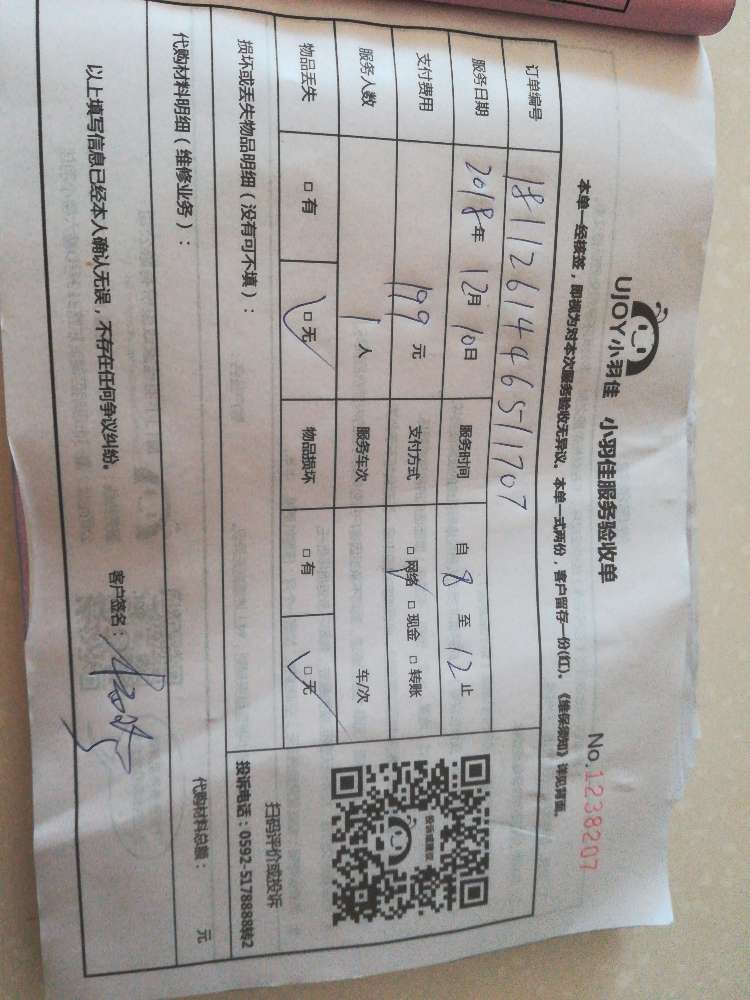 UJOY小羽佳 小羽佳服务验收单
No.1238207
本单一经核签，即视为对本次服务验收无异议。本单一式两份，客户留存一份(红)。《维保须知》详见背面。
订单编号 181126144651170​7
服务日期 2018年 12月 10日 服务时间 自 8 至 12 止
支付费用 199 元 支付方式 □ 网络 □ 现金 □ 转账
服务人数 1 人 服务车次 车/次
物品丢失 □ 有 □ 无 物品损坏 □ 有 □ 无
损坏或丢失物品明细（没有可不填）：
扫码评价或投诉
投诉电话：0592-5178888转2
代购材料明细（维修业务）：
代购材料总额： 元
以上填写信息已经本人确认无误，不存在任何争议纠纷。
客户签名：